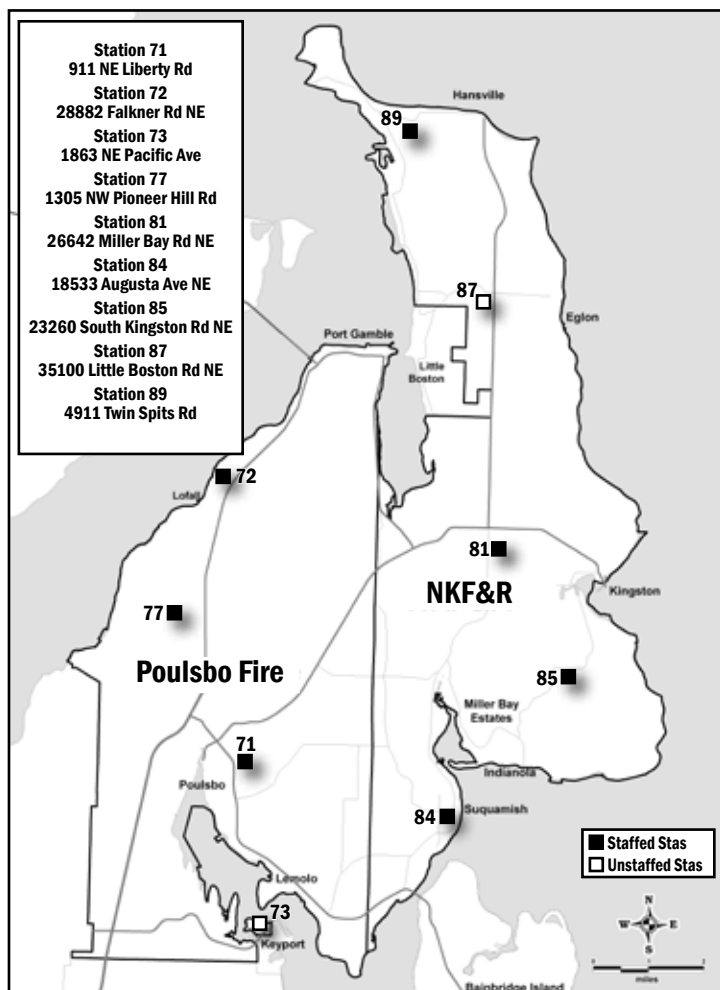 Station 71
911 NE Liberty Rd
Station 72
28882 Falkner Rd NE
Station 73
1863 NE Pacific Ave
Station 77
1305 NW Pioneer Hill Rd
Station 81
26642 Miller Bay Rd NE
Station 84
18533 Augusta Ave NE
Station 85
23260 South Kingston Rd NE
Station 87
35100 Little Boston Rd NE
Station 89
4911 Twin Spits Rd
Hansville
89
87
Eglon
Port Gamble
Little
Boston
72
Lofall
81
NKF&R
Kingston
77
Poulsbo Fire
85
Miller Bay
Estates
71
Indianola
Poulsbo
84
Suquamish
Staffed Stas
Unstaffed Stas
Lemolo
73
Keyport
N
W
E
S
miles
Bainbridge Island